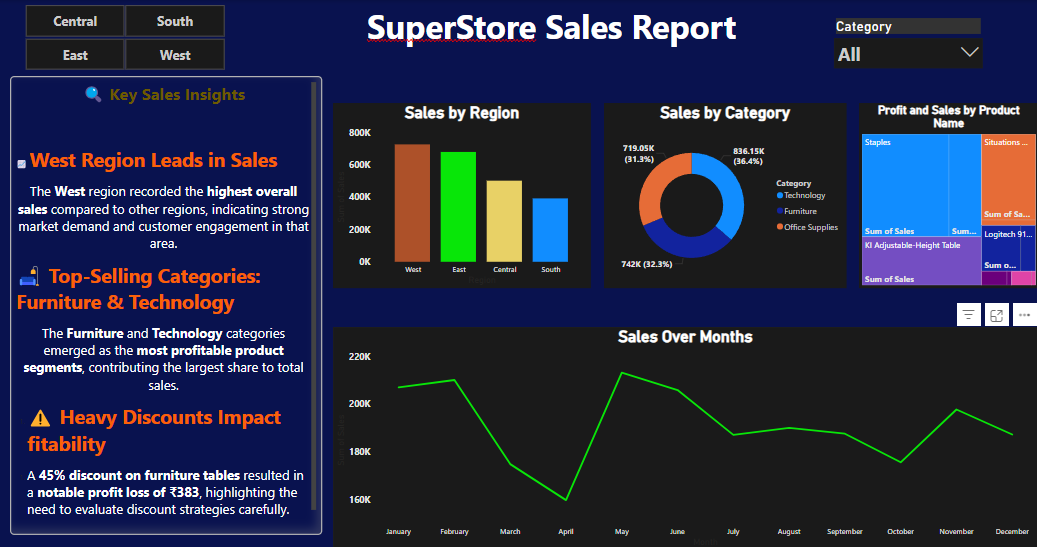 Central South
East West
SuperStore Sales Report
Category
All
🔍 Key Sales Insights
West Region Leads in Sales
The West region recorded the highest overall
sales compared to other regions, indicating strong
market demand and customer engagement in that
area.
Top-Selling Categories:
Furniture & Technology
The Furniture and Technology categories
emerged as the most profitable product
segments, contributing the largest share to total
sales.
⚠️ Heavy Discounts Impact
fitability
A 45% discount on furniture tables resulted in
a notable profit loss of ₹383, highlighting the
need to evaluate discount strategies carefully.
Sales by Region
800K
600K
400K
200K
0K
West East Central South
Sales by Category
719.05K
(31.3%)
836.15K
(36.4%)
742K (32.3%)
Category
Technology
Furniture
Office Supplies
Profit and Sales by Product
Name
Staples
Sum of Sales
Sum...
KI Adjustable-Height Table
Sum of Sales
Situations ...
Sum of Sa...
Logitech 91...
Sum o...
Sales Over Months
220K
200K
180K
160K
January February March April May June July August September October November December